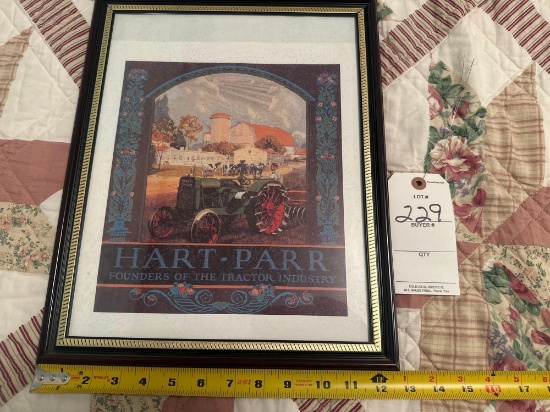 HART-PARR
FOUNDERS OF THE TRACTOR INDUSTRY
LOT #
229
BUYER #
QTY
2 3 4 5 6 7 8 9 10 11 12 13 14 15 16 17